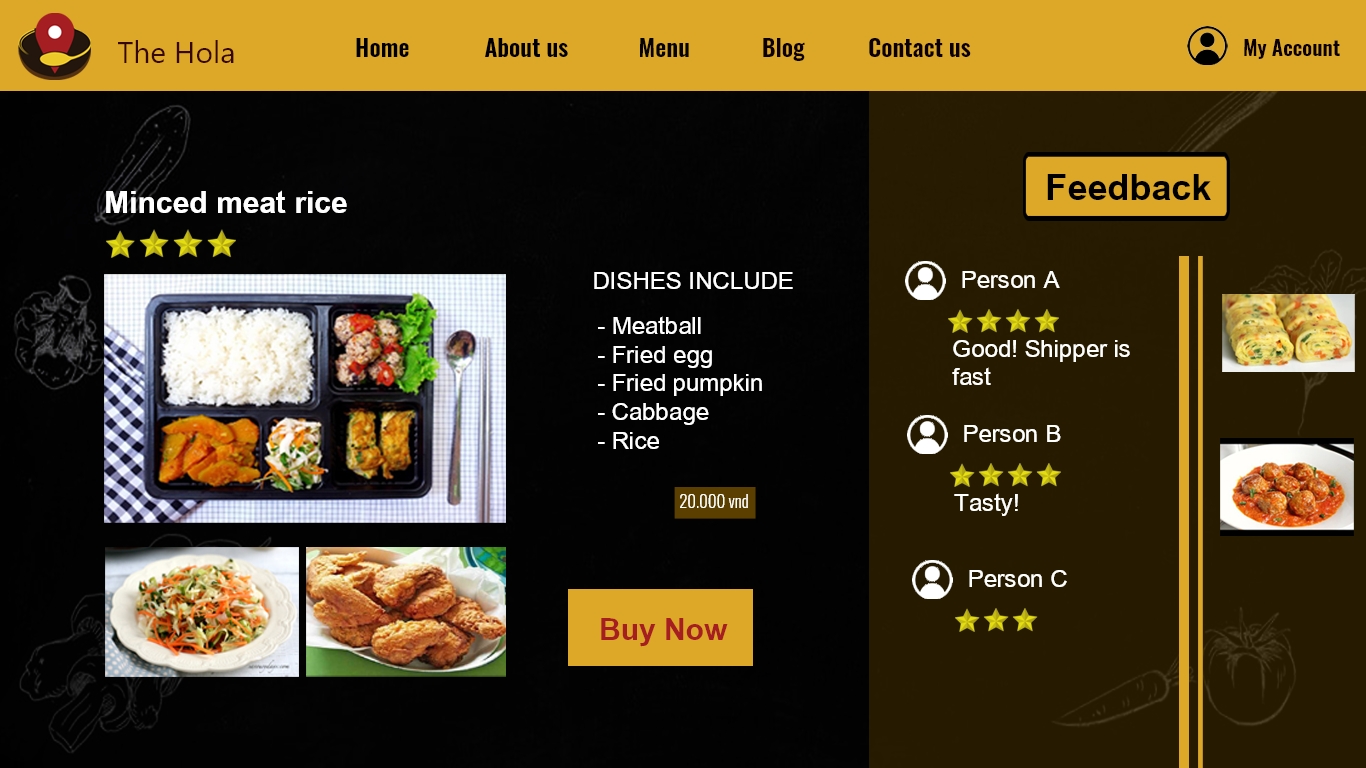 The Hola
Home
About us
Menu
Blog
Contact us
My Account
Minced meat rice
DISHES INCLUDE
- Meatball
- Fried egg
- Fried pumpkin
- Cabbage
- Rice
20.000 vnd
Buy Now
Feedback
Person A
Good! Shipper is
fast
Person B
Tasty!
Person C